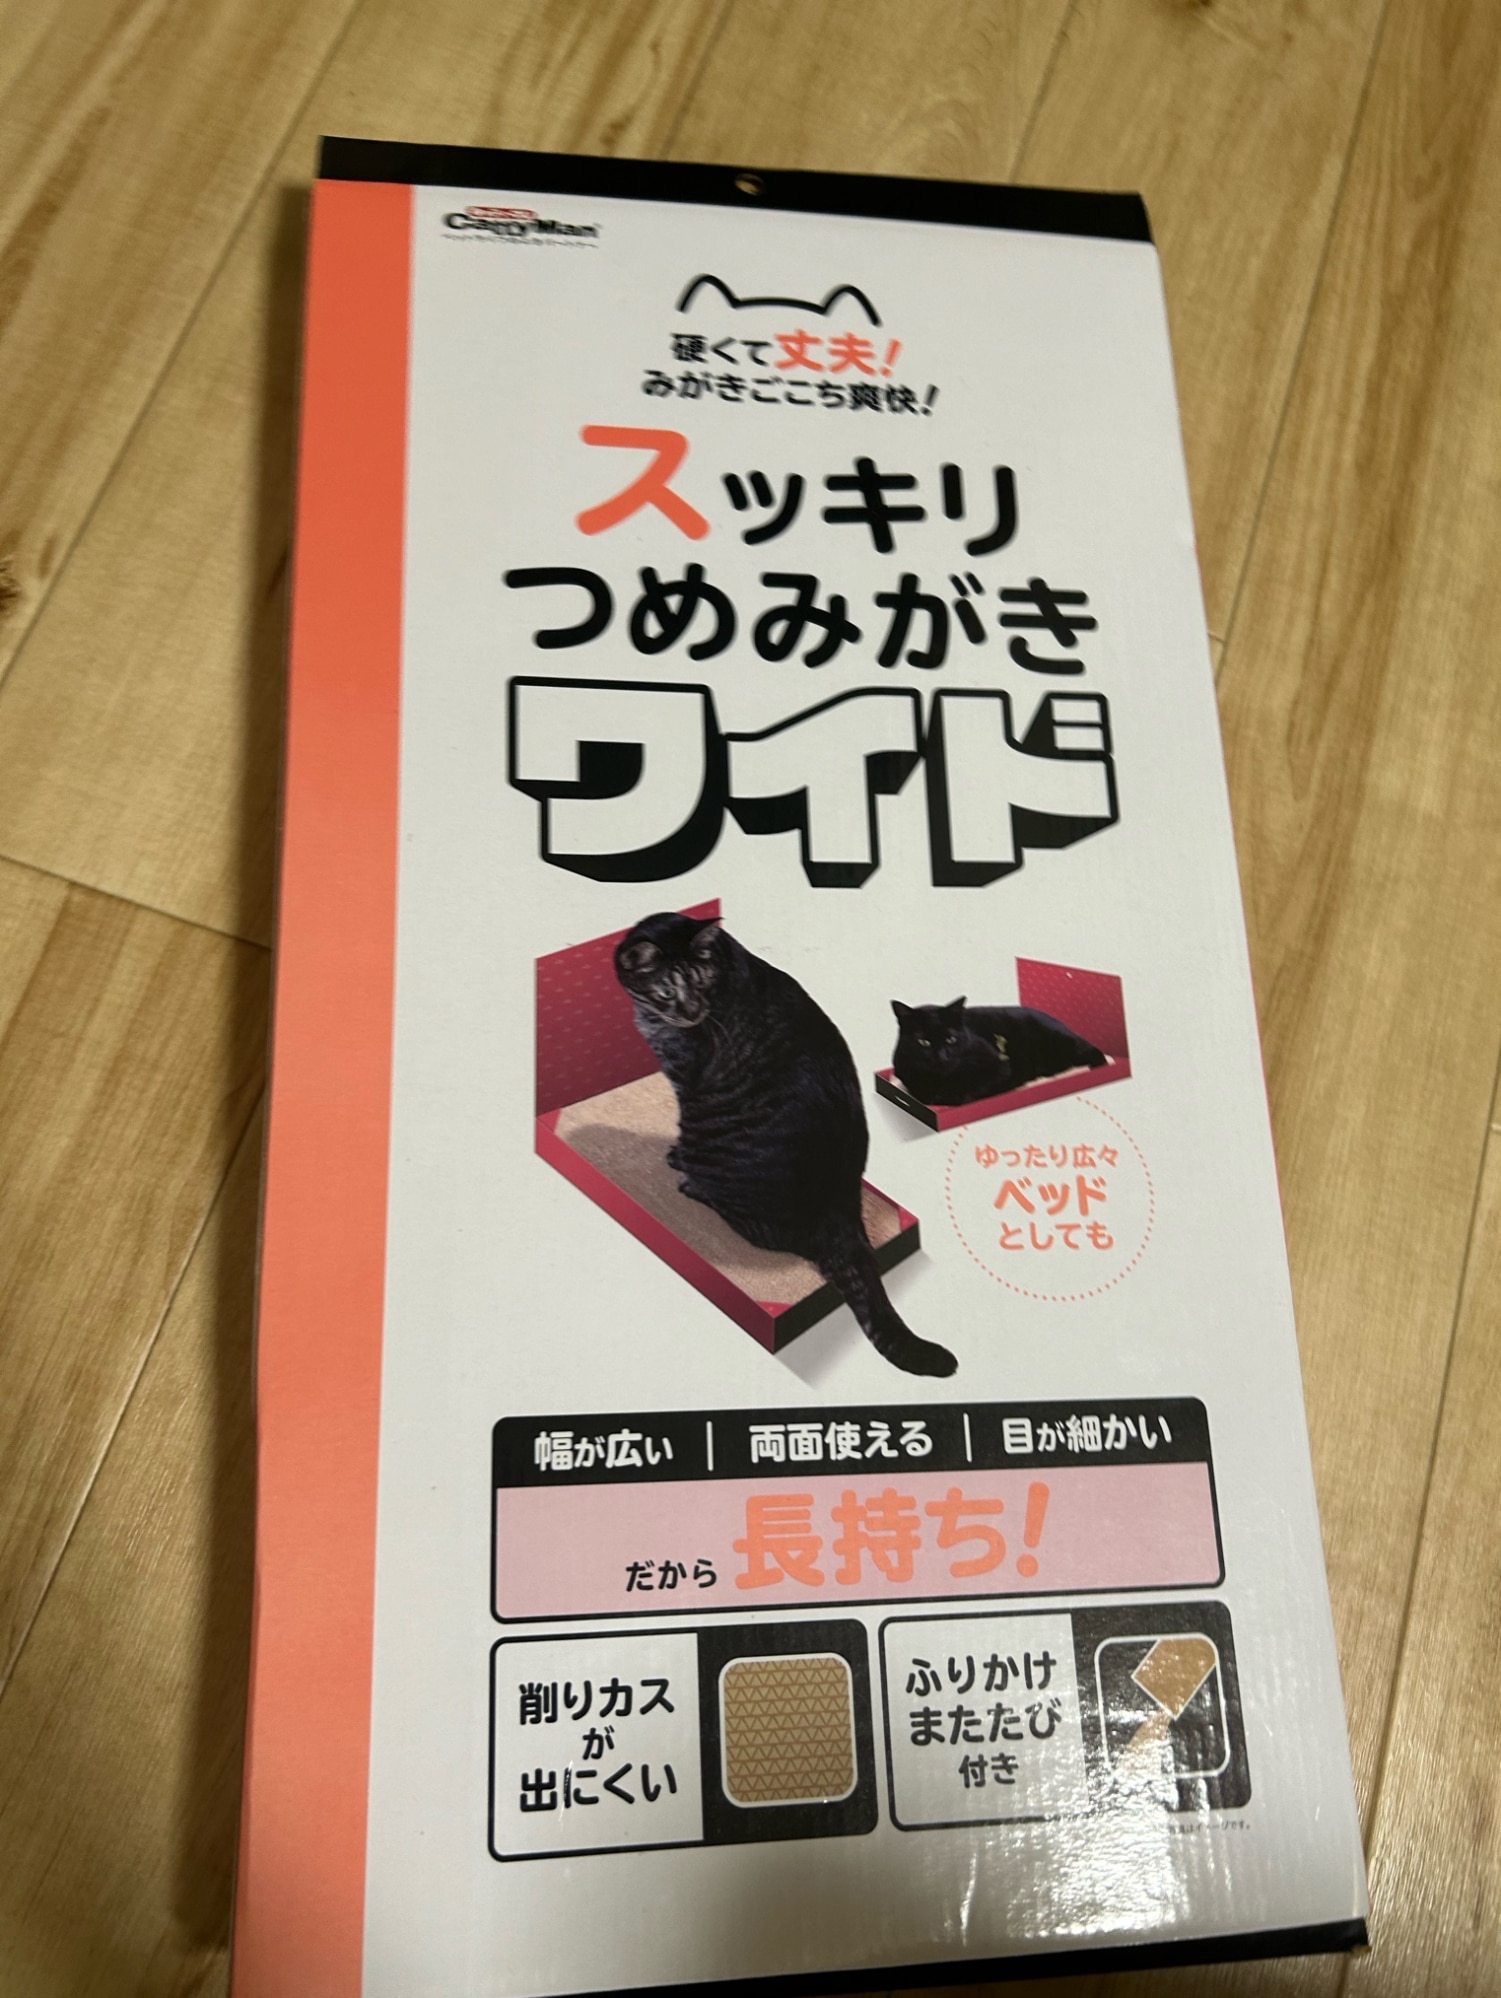 CattyMan
硬くて丈夫!
みがきごこち爽快!
スッキリ
つめみがき
ワイド
ゆったり広々
ベッド
としても
幅が広い | 両面使える | 目が細かい
だから長持ち!
削りカス
が
出にくい
ふりかけ
またたび
付き